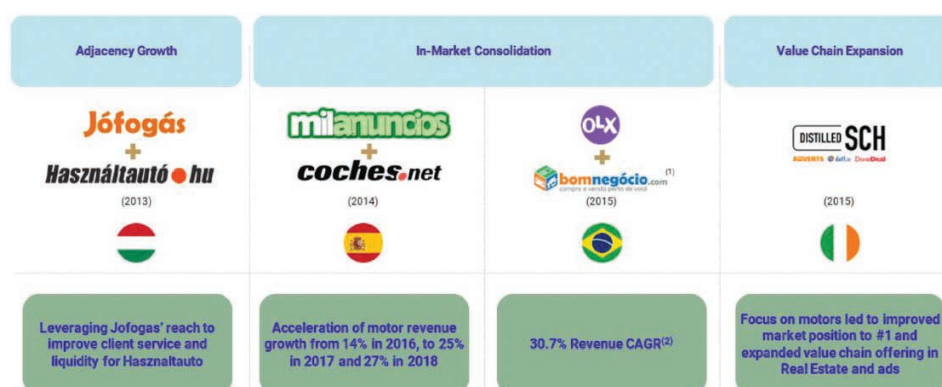 Adjacency Growth
In-Market Consolidation
Value Chain Expansion
Jófogás
+
Használtautó.hu
(2013)
milanuncios
+
coches.net
(2014)
OLX
+
bomnegócio.com (1)
compra e venda perto de você
(2015)
DISTILLED SCH
ADVERTS daft.ie DoneDeal
(2015)
Leveraging Jofogas' reach to
improve client service and
liquidity for Hasznaltauto
Acceleration of motor revenue
growth from 14% in 2016, to 25%
in 2017 and 27% in 2018
30.7% Revenue CAGR(2)
Focus on motors led to improved
market position to #1 and
expanded value chain offering in
Real Estate and ads